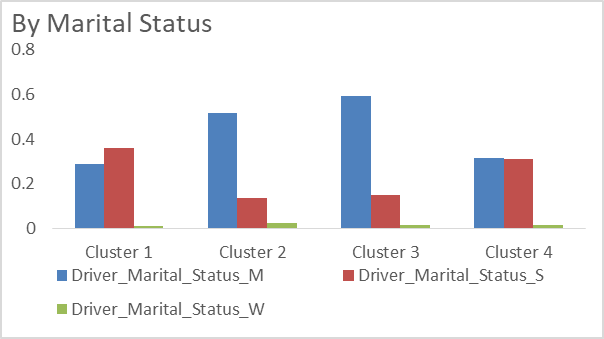 By Marital Status
0.8
0.6
0.4
0.2
0
Cluster 1 Cluster 2 Cluster 3 Cluster 4
Driver_Marital_Status_M Driver_Marital_Status_S
Driver_Marital_Status_W